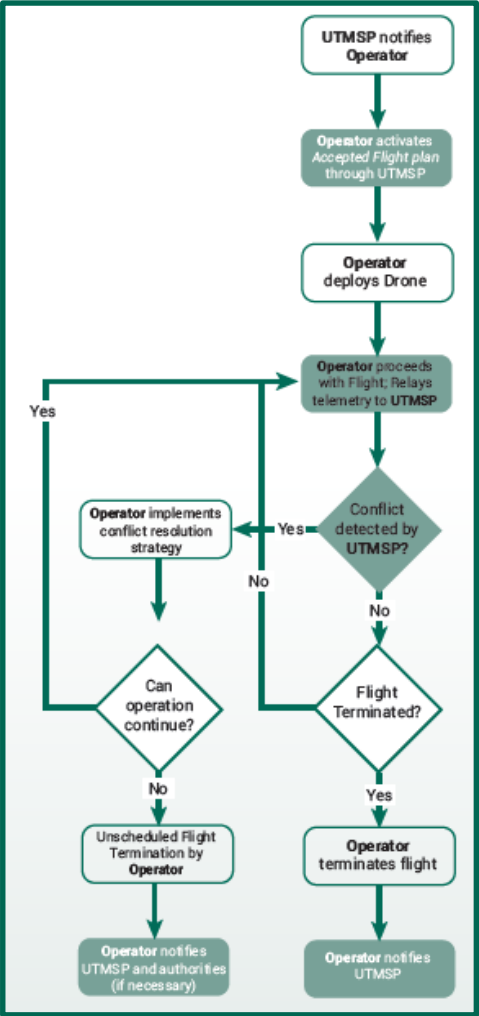 UTMSP notifies
Operator
Operator activates
Accepted Flight plan
through UTMSP
Operator
deploys Drone
Operator proceeds
with Flight; Relays
telemetry to UTMSP
Yes
Conflict
detected by
UTMSP?
Yes
Operator implements
conflict resolution
strategy
No
No
Can
operation
continue?
Flight
Terminated?
No
Yes
Unscheduled Flight
Termination by
Operator
Operator
terminates flight
Operator notifies
UTMSP and authorities
(if necessary)
Operator notifies
UTMSP